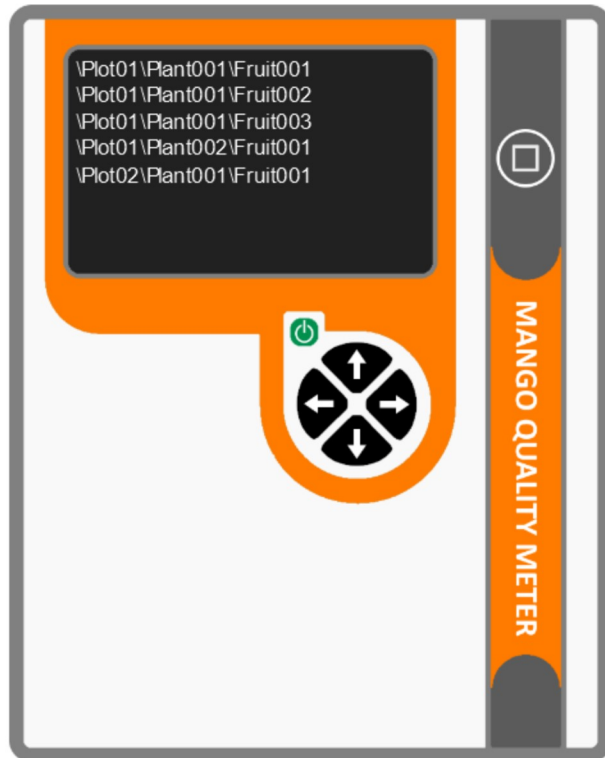 \Plot01\Plant001\Fruit001
\Plot01\Plant001\Fruit002
\Plot01\Plant001\Fruit003
\Plot01\Plant002\Fruit001
\Plot02\Plant001\Fruit001
MANGO QUALITY METER